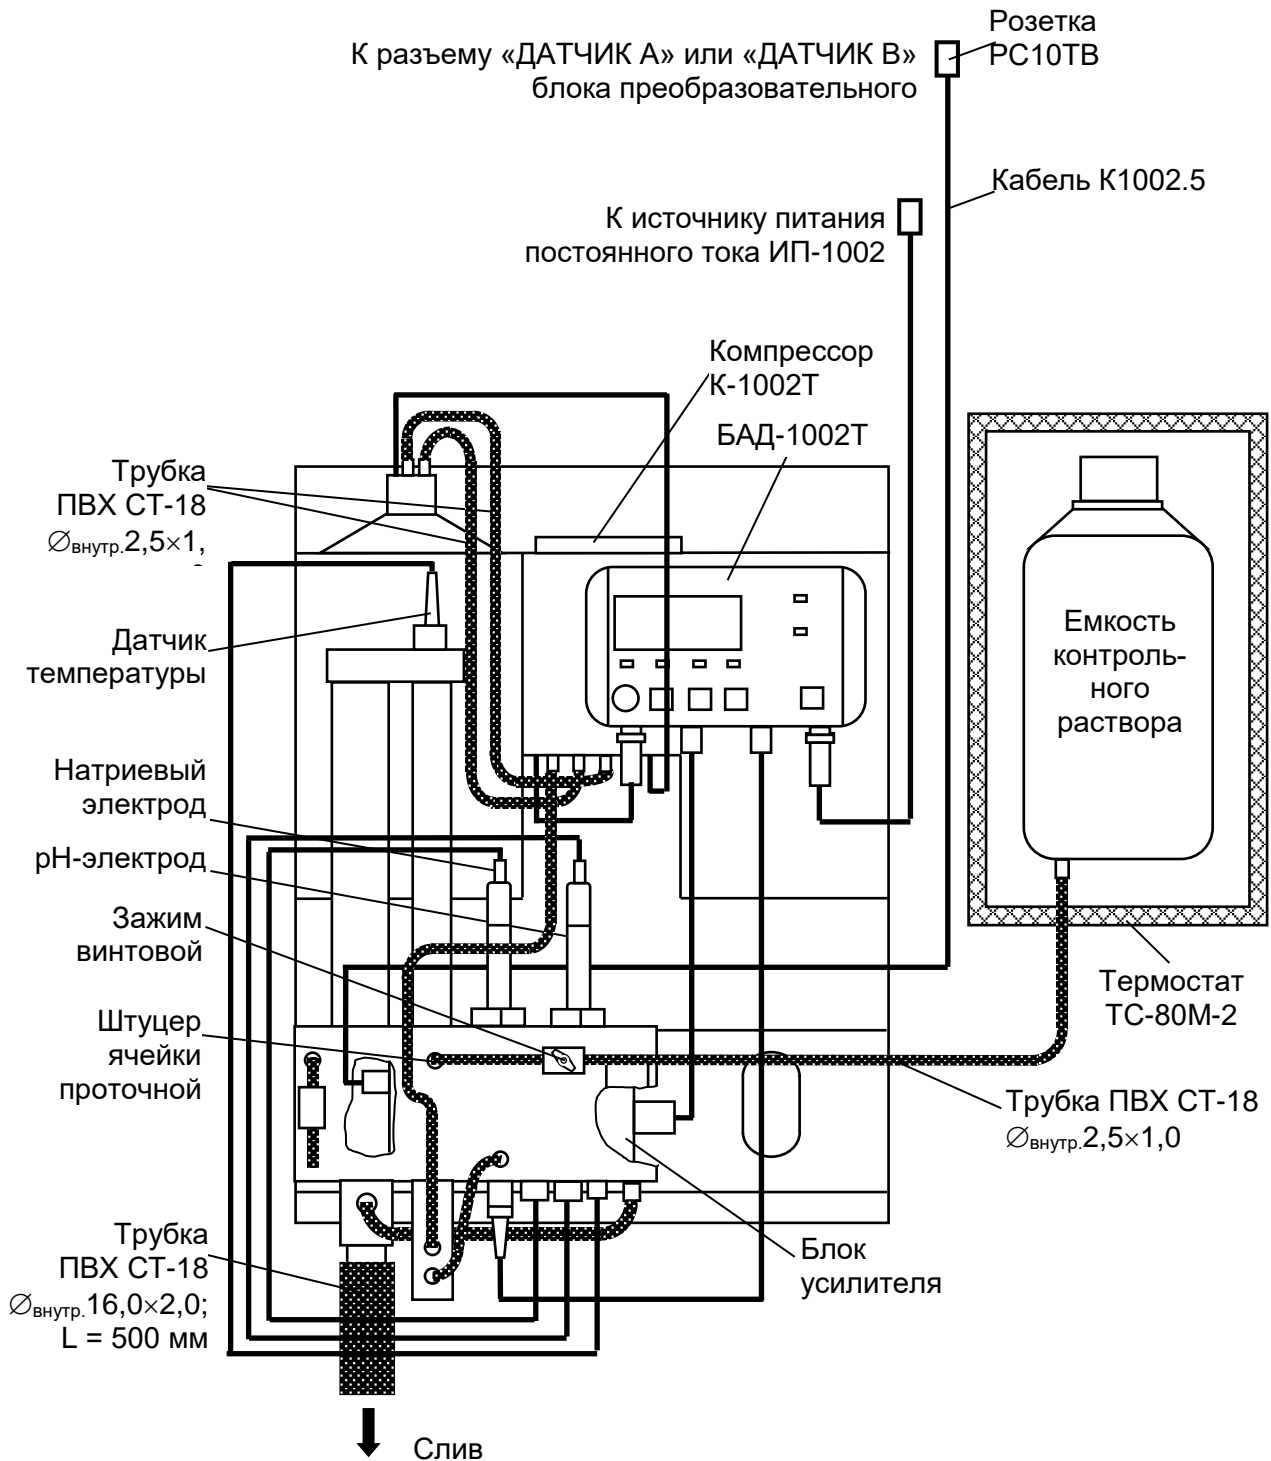 Розетка
РС10ТВ
К разъему «ДАТЧИК А» или «ДАТЧИК В»
блока преобразовательного
Кабель К1002.5
К источнику питания
постоянного тока ИП-1002
Компрессор
К-1002Т
БАД-1002Т
Трубка
ПВХ СТ-18
∅внутр.2,5×1,
Емкость
контроль-
ного
раствора
Датчик
температуры
Натриевый
электрод
pH-электрод
Зажим
винтовой
Термостат
ТС-80М-2
Штуцер
ячейки
проточной
Трубка ПВХ СТ-18
∅внутр.2,5×1,0
Трубка
ПВХ СТ-18
∅внутр.16,0×2,0;
L = 500 мм
Блок
усилителя
Слив